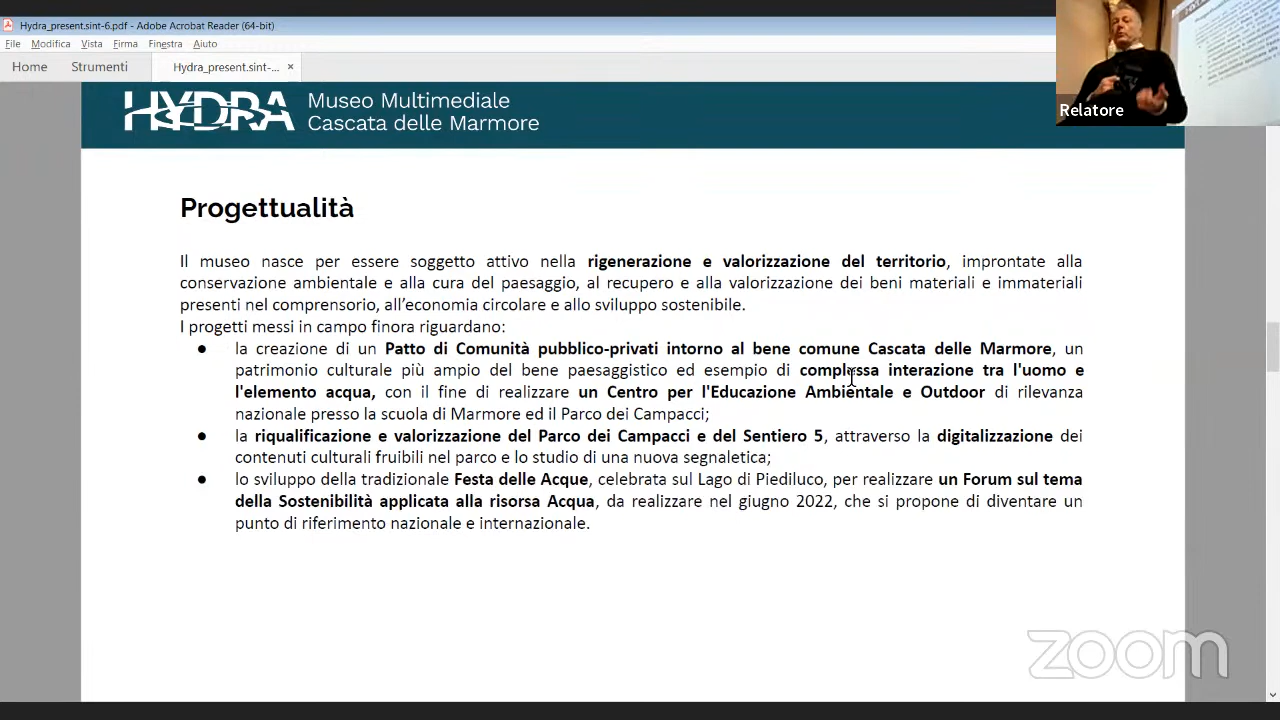 Hydra_present.sint-6.pdf - Adobe Acrobat Reader (64-bit)
File Modifica Vista Firma Finestra Aiuto
Home Strumenti Hydra_present.sint-... ×
HYDRA Museo Multimediale
Cascata delle Marmore
Relatore
Progettualità
Il museo nasce per essere soggetto attivo nella rigenerazione e valorizzazione del territorio, improntate alla
conservazione ambientale e alla cura del paesaggio, al recupero e alla valorizzazione dei beni materiali e immateriali
presenti nel comprensorio, all'economia circolare e allo sviluppo sostenibile.
I progetti messi in campo finora riguardano:
● la creazione di un Patto di Comunità pubblico-privati intorno al bene comune Cascata delle Marmore, un
patrimonio culturale più ampio del bene paesaggistico ed esempio di complessa interazione tra l'uomo e
l'elemento acqua, con il fine di realizzare un Centro per l'Educazione Ambientale e Outdoor di rilevanza
nazionale presso la scuola di Marmore ed il Parco dei Campacci;
● la riqualificazione e valorizzazione del Parco dei Campacci e del Sentiero 5, attraverso la digitalizzazione dei
contenuti culturali fruibili nel parco e lo studio di una nuova segnaletica;
● lo sviluppo della tradizionale Festa delle Acque, celebrata sul Lago di Piediluco, per realizzare un Forum sul tema
della Sostenibilità applicata alla risorsa Acqua, da realizzare nel giugno 2022, che si propone di diventare un
punto di riferimento nazionale e internazionale.
zoom